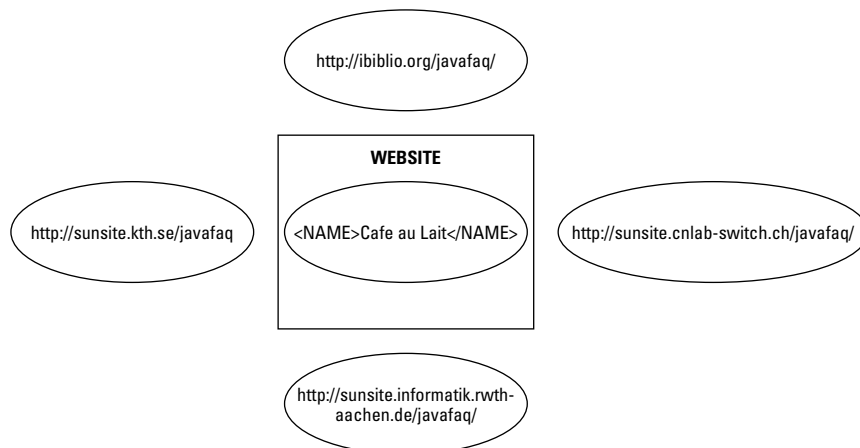 http://ibiblio.org/javafaq/
WEBSITE
http://sunsite.kth.se/javafaq
<NAME>Cafe au Lait</NAME>
http://sunsite.cnlab-switch.ch/javafaq/
http://sunsite.informatik.rwth-
aachen.de/javafaq/